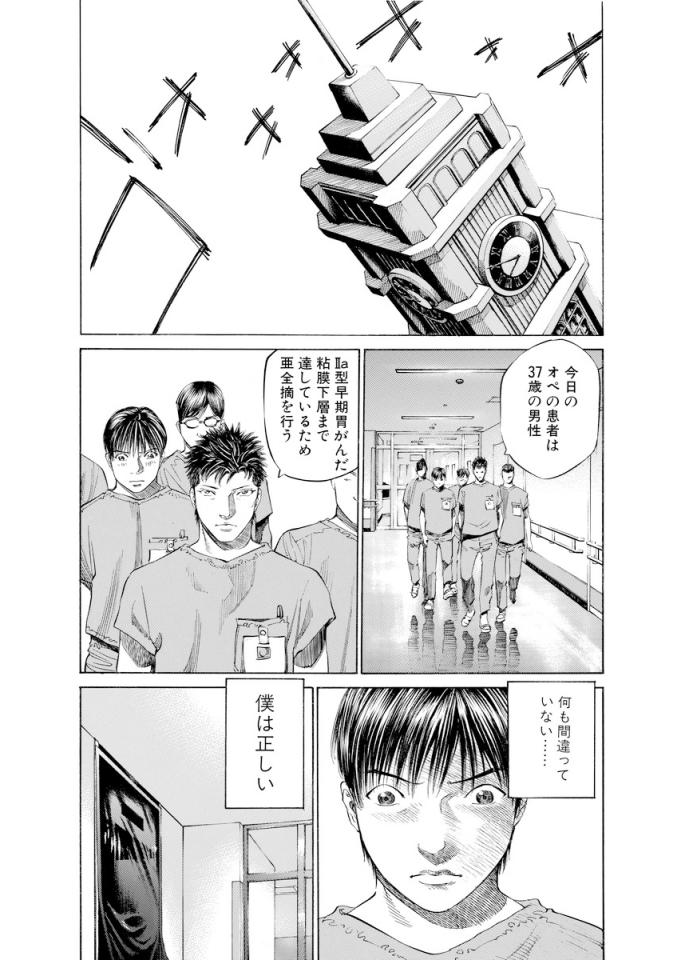 今日の
オペの患者は
37歳の男性
Ⅱa型早期胃がんだ
粘膜下層まで
達しているため
亜全摘を行う
何も間違って
いない……
僕は正しい